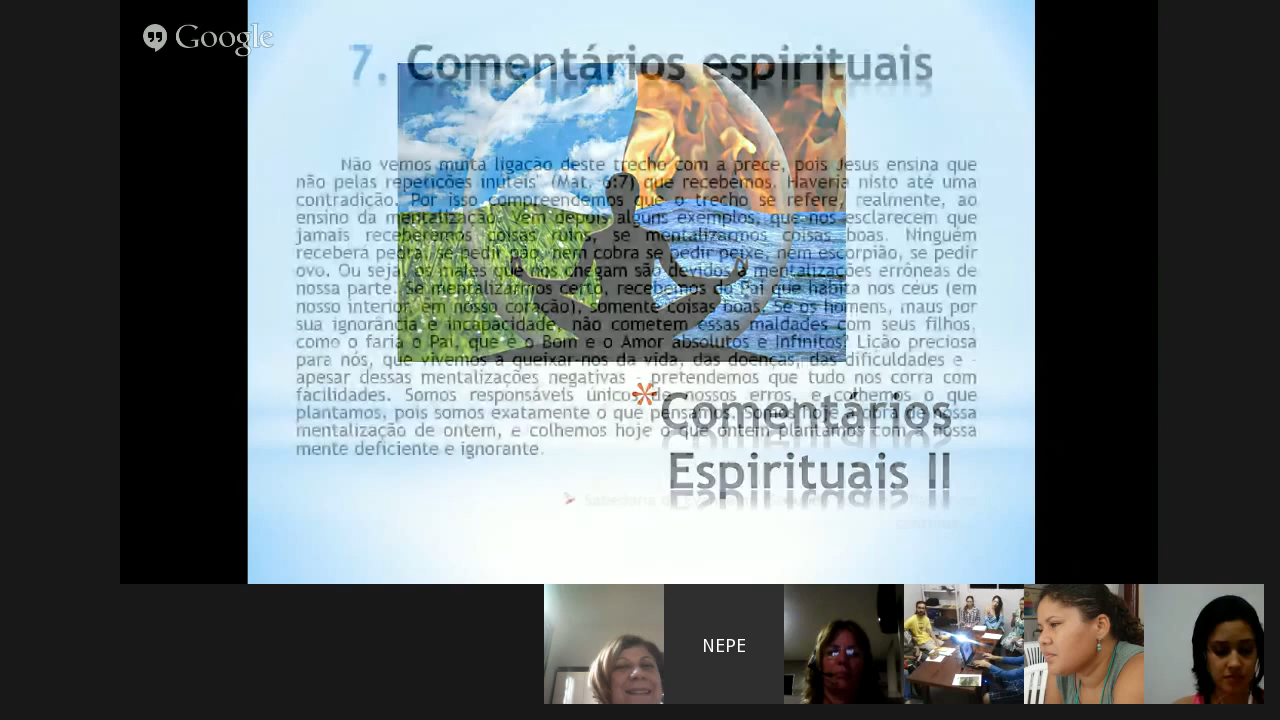 Google
7. Comentários espirituais
Não vemos muita ligação deste trecho com a prece, pois Jesus ensina que
não pelas repetições inúteis" (Mat. 6:7) que recebemos. Haveria nisto até uma
contradição. Por isso compreendemos que o trecho se refere, realmente, ao
ensino da mentalização. Vem depois alguns exemplos, que nos esclarecem que
jamais receberemos coisas ruins, se mentalizarmos coisas boas. Ninguém
receberá pedra, se pedir pão, nem cobra se pedir peixe, nem escorpião, se pedir
ovo. Ou seja, os males que nos chegam são devidos a mentalizações errôneas de
nossa parte. Se mentalizarmos certo, recebemos do Pai que habita nos céus (em
nosso interior, em nosso coração), somente coisas boas. Se os homens, maus por
sua ignorância e incapacidade, não cometem essas maldades com seus filhos,
como o faria o Pai, que é o Bom e o Amor absolutos e Infinitos? Lição preciosa
para nós, que vivemos a queixar-nos da vida, das doenças, das dificuldades e -
apesar dessas mentalizações negativas - pretendemos que tudo nos corra com
facilidades. Somos responsáveis únicos de nossos erros, e colhemos o que
plantamos, pois somos exatamente o que pensamos. Somos hoje a obra de nossa
mentalização de ontem, e colhemos hoje o que ontem plantamos com a nossa
mente deficiente e ignorante.
* Comentários
Espirituais II
Sabedoria do
NEPE